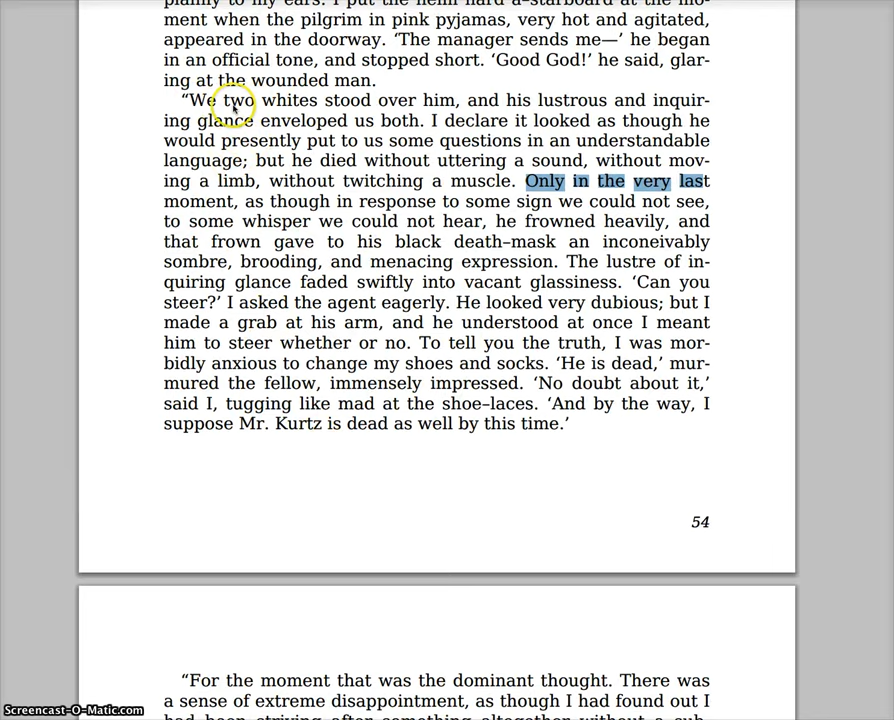 plainly to my ears. I put the helm hard a–starboard at the mo-
ment when the pilgrim in pink pyjamas, very hot and agitated,
appeared in the doorway. ‘The manager sends me—’ he began
in an official tone, and stopped short. ‘Good God!’ he said, glar-
ing at the wounded man.
“We two whites stood over him, and his lustrous and inquir-
ing glance enveloped us both. I declare it looked as though he
would presently put to us some questions in an understandable
language; but he died without uttering a sound, without mov-
ing a limb, without twitching a muscle. Only in the very last
moment, as though in response to some sign we could not see,
to some whisper we could not hear, he frowned heavily, and
that frown gave to his black death–mask an inconeivably
sombre, brooding, and menacing expression. The lustre of in-
quiring glance faded swiftly into vacant glassiness. ‘Can you
steer?’ I asked the agent eagerly. He looked very dubious; but I
made a grab at his arm, and he understood at once I meant
him to steer whether or no. To tell you the truth, I was mor-
bidly anxious to change my shoes and socks. ‘He is dead,’ mur-
mured the fellow, immensely impressed. ‘No doubt about it,’
said I, tugging like mad at the shoe–laces. ‘And by the way, I
suppose Mr. Kurtz is dead as well by this time.’
54
“For the moment that was the dominant thought. There was
a sense of extreme disappointment, as though I had found out I
had been striving after something altogether without a sub-
Screencast-O-Matic.com